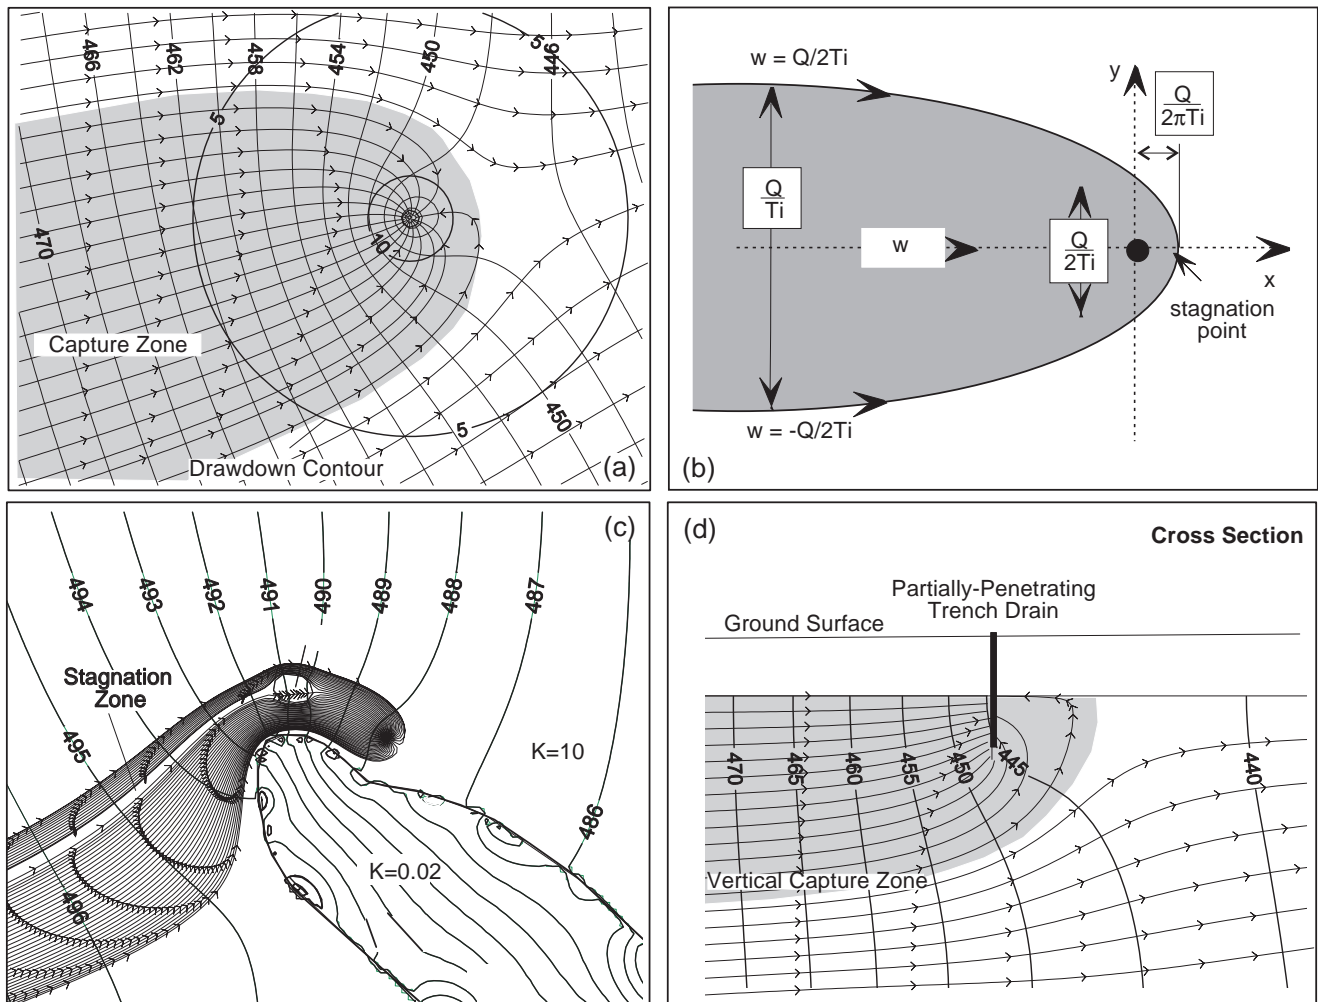 466
462
458
454
450
446
5
5
10
470
Capture Zone
450
5
Drawdown Contour
(a)
w = Q/2Ti
y
Q
2πTi
Q
Ti
w
Q
2Ti
x
stagnation
point
w = -Q/2Ti
(b)
(c)
494
493
492
491
490
489
488
487
Stagnation
Zone
495
K=10
486
K=0.02
496
(d)
Cross Section
Partially-Penetrating
Trench Drain
Ground Surface
470
465
460
455
450
445
440
Vertical Capture Zone